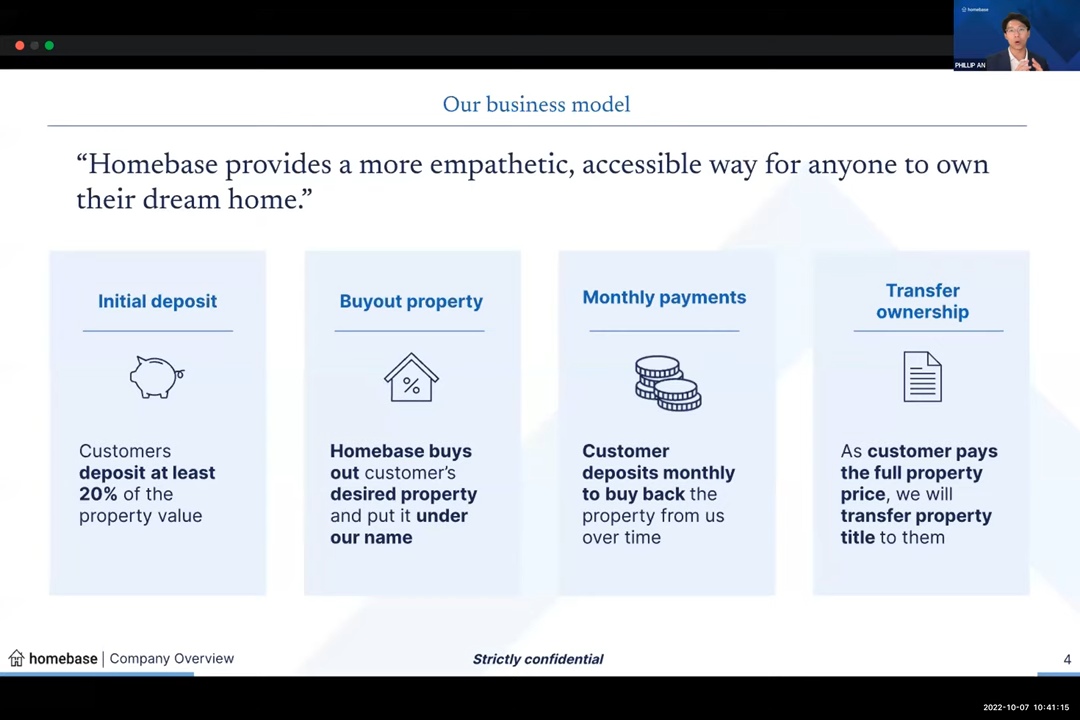 homebase
PHILLIP AN
Our business model
“Homebase provides a more empathetic, accessible way for anyone to own
their dream home.”
Initial deposit
Customers
deposit at least
20% of the
property value
Buyout property
%
Homebase buys
out customer’s
desired property
and put it under
our name
Monthly payments
Customer
deposits monthly
to buy back the
property from us
over time
Transfer
ownership
As customer pays
the full property
price, we will
transfer property
title to them
homebase | Company Overview
Strictly confidential
4
2022-10-07 10:41:15